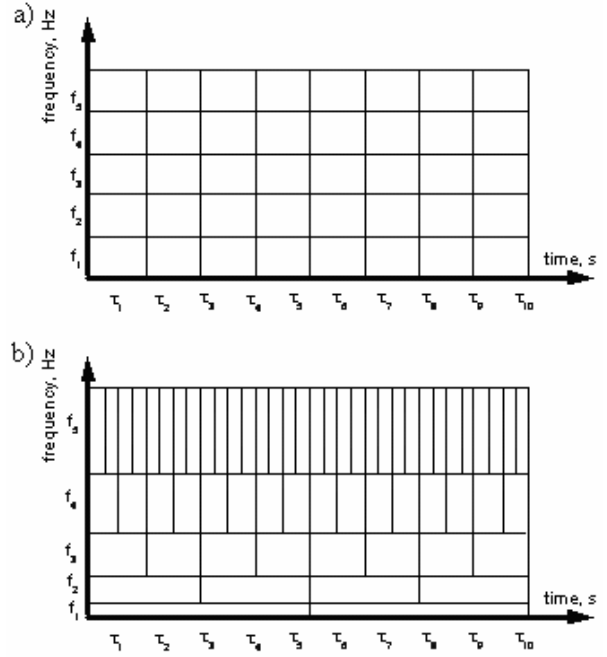 a)
frequency, Hz
f5
f4
f3
f2
f1
time, s
τ1 τ2 τ3 τ4 τ5 τ6 τ7 τ8 τ9 τ10
b)
frequency, Hz
f5
f4
f3
f2
f1
time, s
τ1 τ2 τ3 τ4 τ5 τ6 τ7 τ8 τ9 τ10